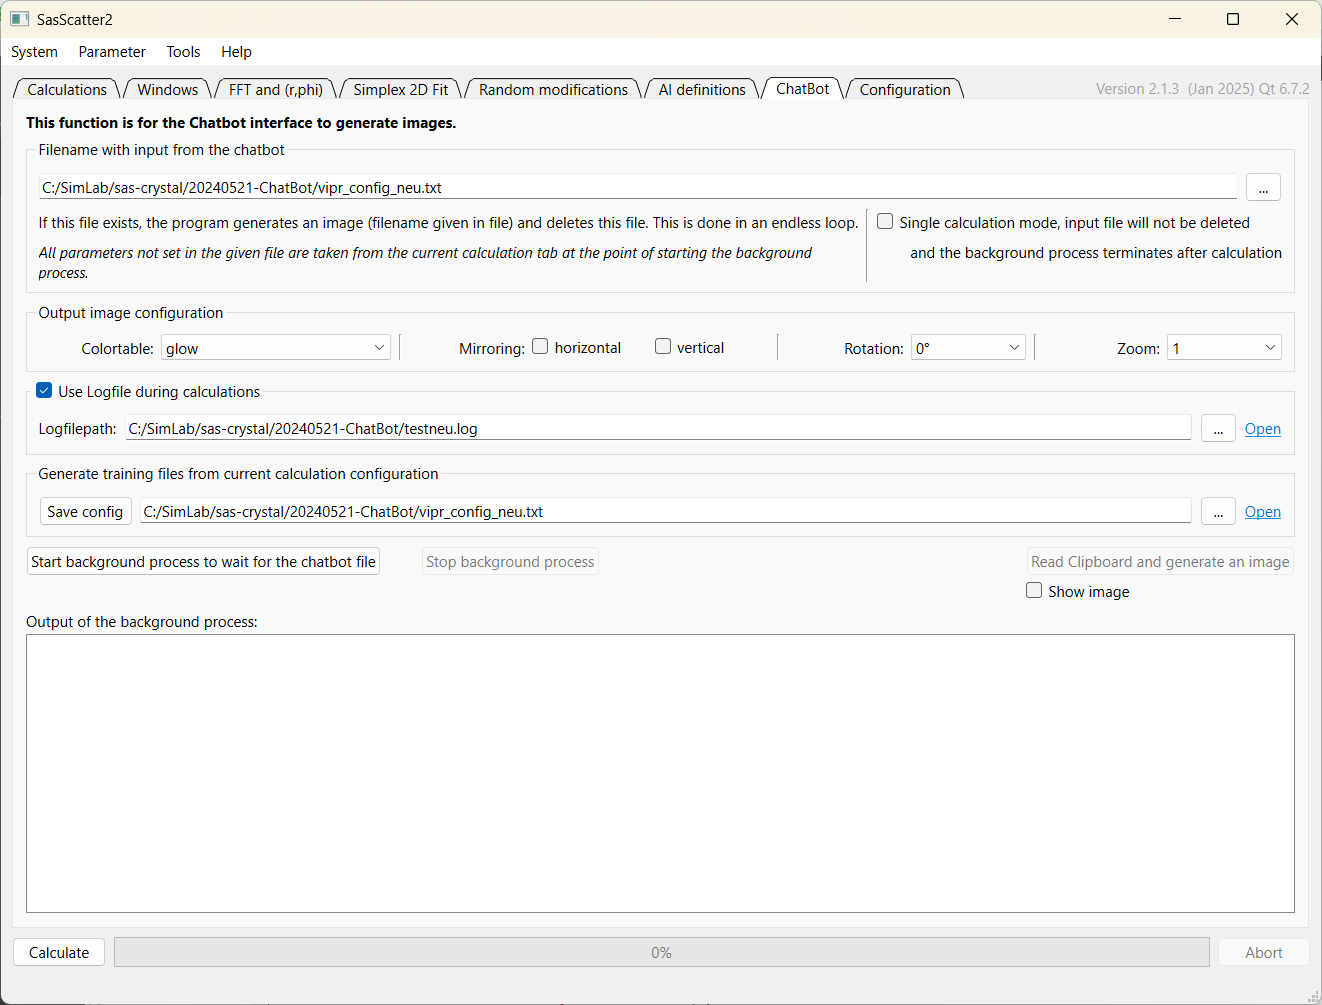 SasScatter2
System Parameter Tools Help
Calculations Windows FFT and (r,phi) Simplex 2D Fit Random modifications AI definitions ChatBot Configuration Version 2.1.3 (Jan 2025) Qt 6.7.2
This function is for the Chatbot interface to generate images.
Filename with input from the chatbot
C:/SimLab/sas-crystal/20240521-ChatBot/vipr_config_neu.txt ...
If this file exists, the program generates an image (filename given in file) and deletes this file. This is done in an endless loop.
All parameters not set in the given file are taken from the current calculation tab at the point of starting the background
process.
Single calculation mode, input file will not be deleted
and the background process terminates after calculation
Output image configuration
Colortable: glow Mirroring: horizontal vertical Rotation: 0° Zoom: 1
Use Logfile during calculations
Logfilepath: C:/SimLab/sas-crystal/20240521-ChatBot/testneu.log ... Open
Generate training files from current calculation configuration
Save config C:/SimLab/sas-crystal/20240521-ChatBot/vipr_config_neu.txt ... Open
Start background process to wait for the chatbot file Stop background process Read Clipboard and generate an image
Show image
Output of the background process:
Calculate 0% Abort